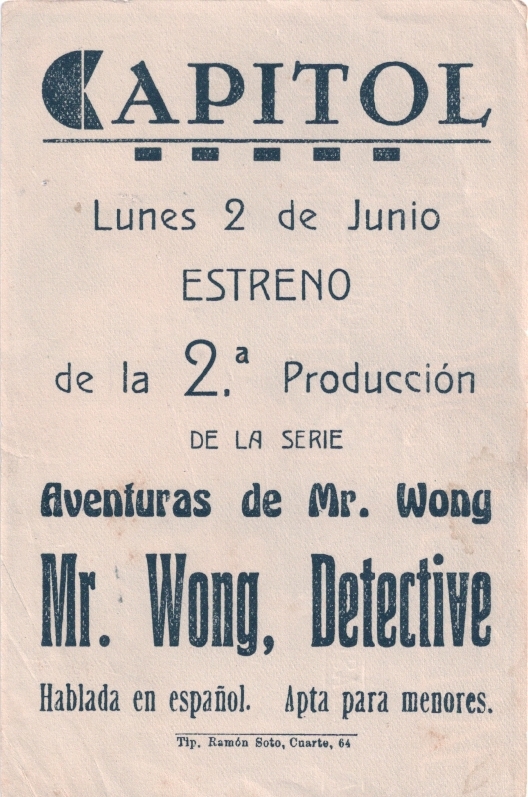 CAPITOL
Lunes 2 de Junio
ESTRENO
de la 2.ª Producción
DE LA SERIE
Aventuras de Mr. Wong
Mr. Wong, Detective
Hablada en español. Apta para menores.
Tip. Ramón Soto, Cuarte, 64